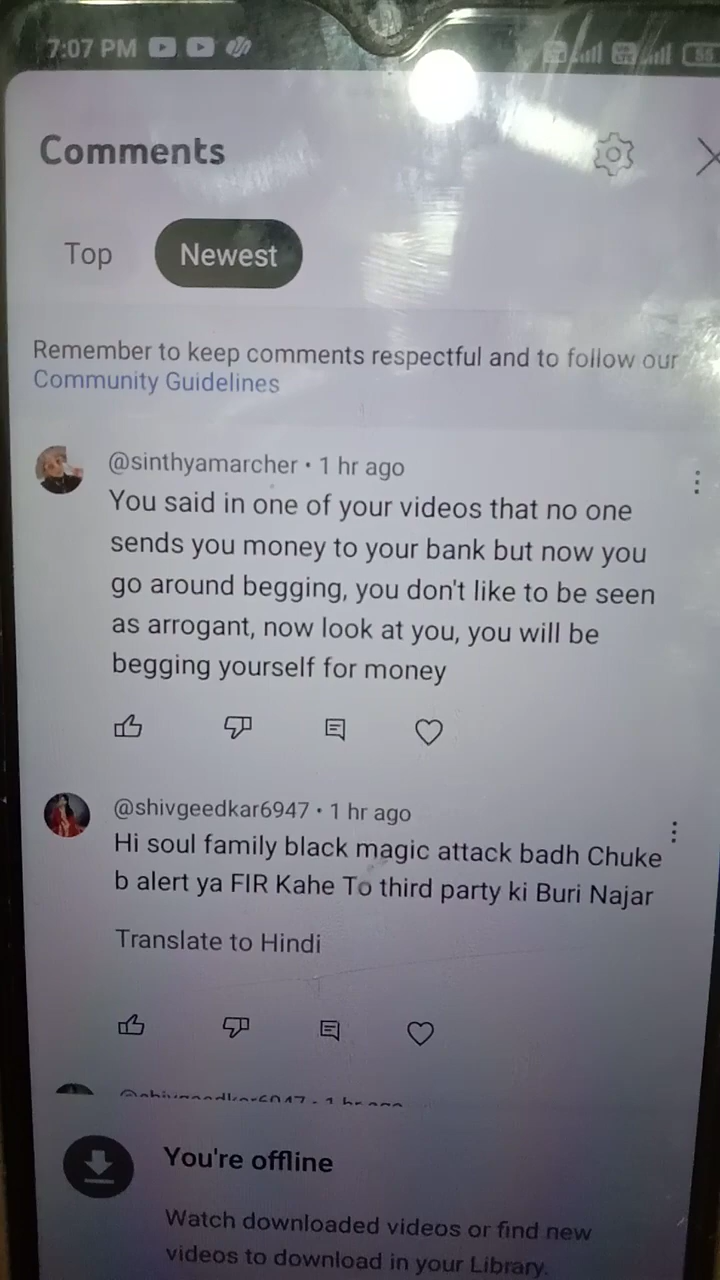 7:07 PM
Comments
Top
Newest
Remember to keep comments respectful and to follow our
Community Guidelines
@sinthyamarcher • 1 hr ago
You said in one of your videos that no one
sends you money to your bank but now you
go around begging, you don't like to be seen
as arrogant, now look at you, you will be
begging yourself for money
@shivgeedkar6947 • 1 hr ago
Hi soul family black magic attack badh Chuke
b alert ya FIR Kahe To third party ki Buri Najar
Translate to Hindi
You're offline
Watch downloaded videos or find new
videos to download in your Library.